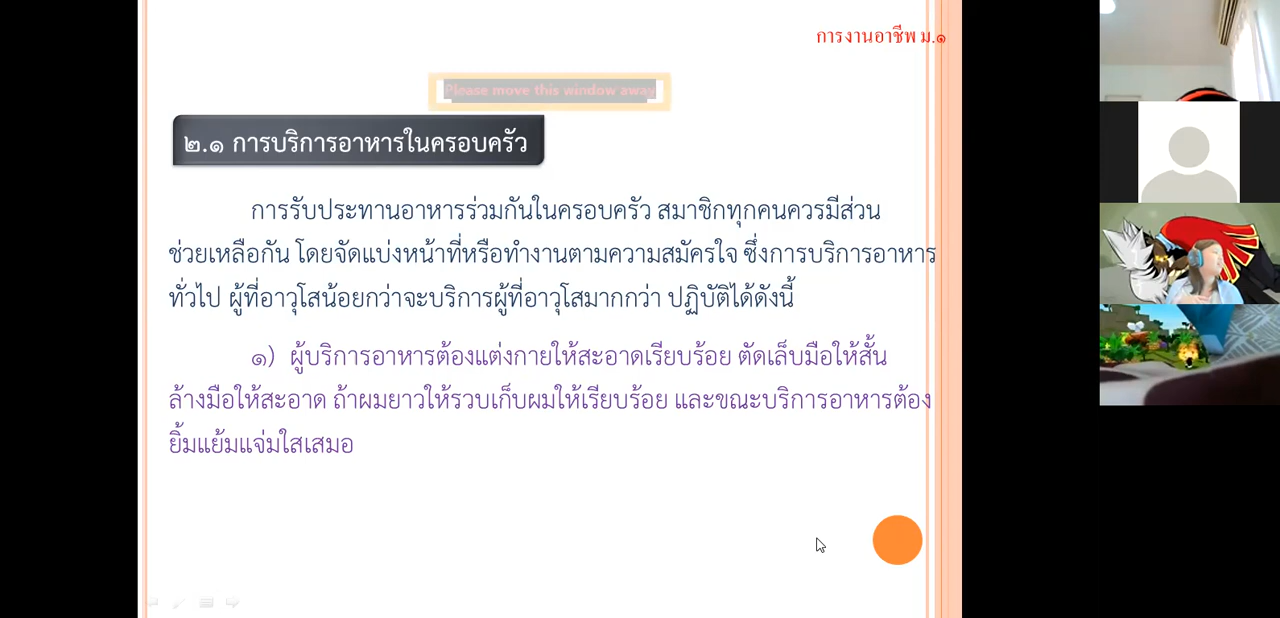 การงานอาชีพ ม.๑
Please move this window away
๒.๑ การบริการอาหารในครอบครัว
การรับประทานอาหารร่วมกันในครอบครัว สมาชิกทุกคนควรมีส่วน
ช่วยเหลือกัน โดยจัดแบ่งหน้าที่หรือทำงานตามความสมัครใจ ซึ่งการบริการอาหาร
ทั่วไป ผู้ที่อาวุโสน้อยกว่าจะบริการผู้ที่อาวุโสมากกว่า ปฏิบัติได้ดังนี้
๑) ผู้บริการอาหารต้องแต่งกายให้สะอาดเรียบร้อย ตัดเล็บมือให้สั้น
ล้างมือให้สะอาด ถ้าผมยาวให้รวบเก็บผมให้เรียบร้อย และขณะบริการอาหารต้อง
ยิ้มแย้มแจ่มใสเสมอ